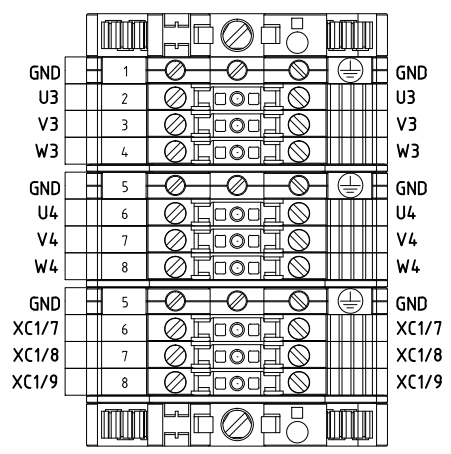 GND 1 GND
U3 2 U3
V3 3 V3
W3 4 W3
GND 5 GND
U4 6 U4
V4 7 V4
W4 8 W4
GND 5 GND
XC1/7 6 XC1/7
XC1/8 7 XC1/8
XC1/9 8 XC1/9